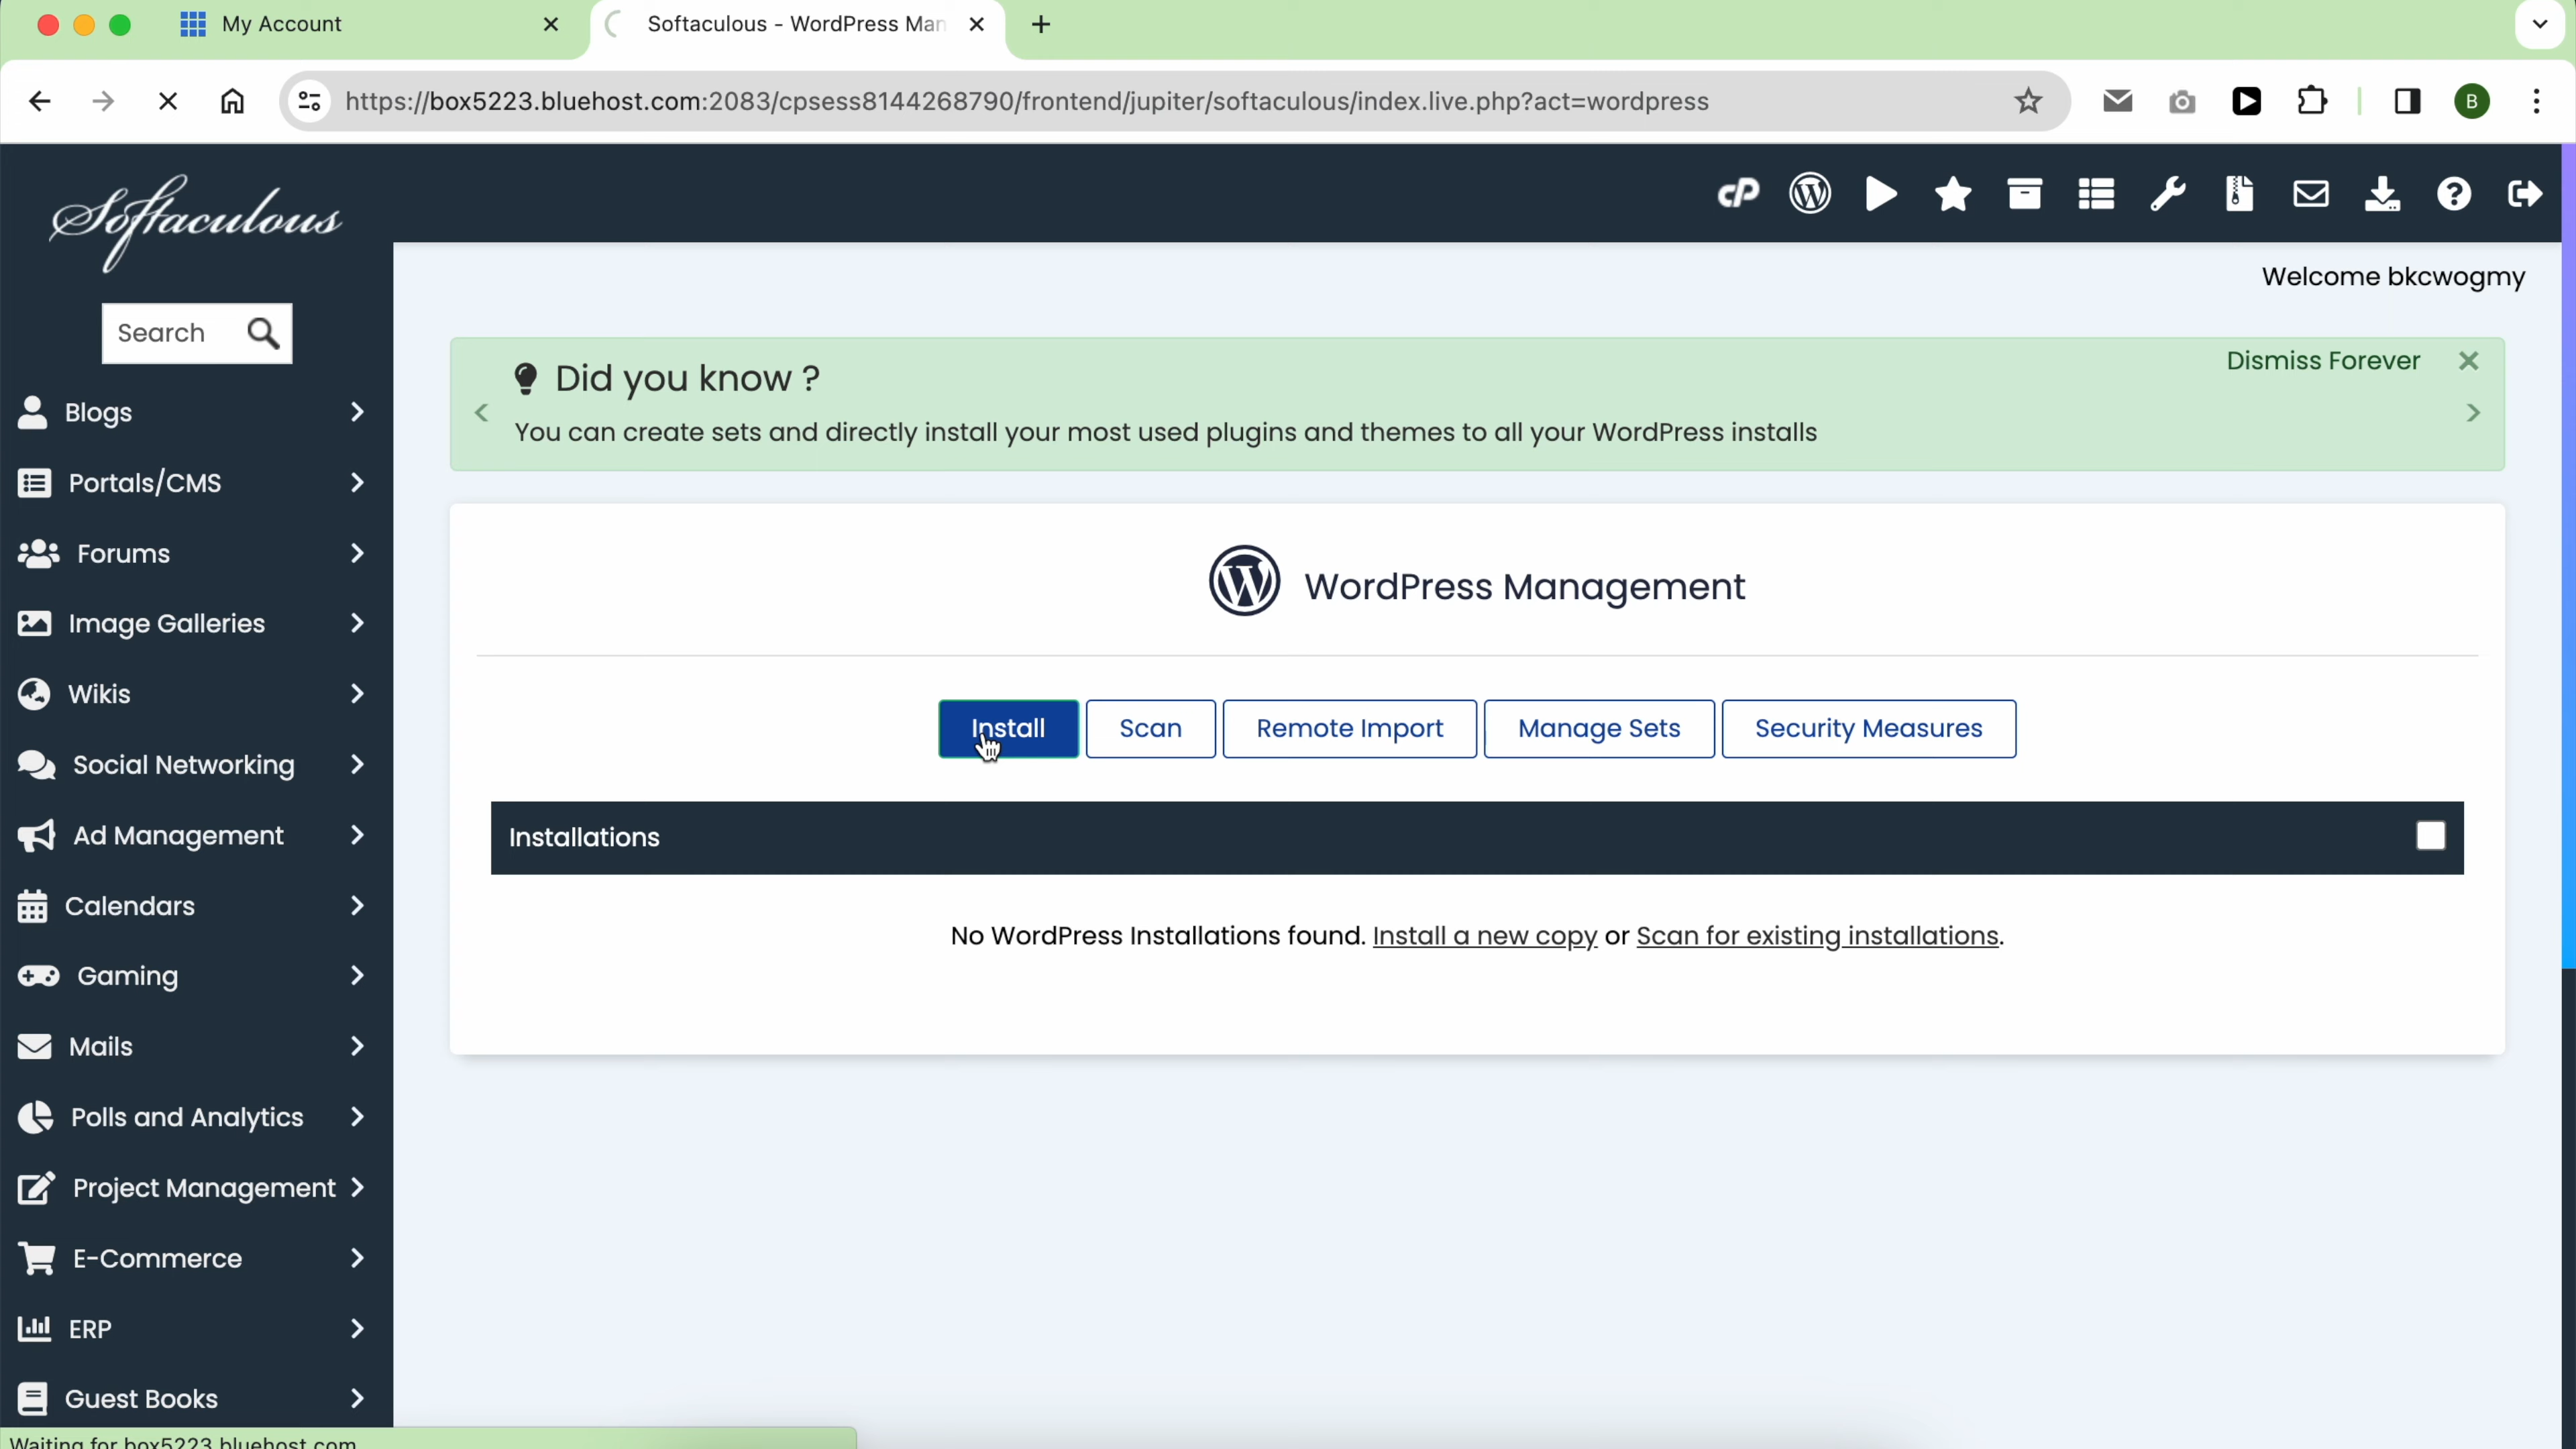 My Account
Softaculous - WordPress Man
https://box5223.bluehost.com:2083/cpsess8144268790/frontend/jupiter/softaculous/index.live.php?act=wordpress
B
Softaculous
cP
Welcome bkcwogmy
Search
Did you know ?
Dismiss Forever
You can create sets and directly install your most used plugins and themes to all your WordPress installs
Blogs
Portals/CMS
Forums
Image Galleries
Wikis
Social Networking
Ad Management
Calendars
Gaming
Mails
Polls and Analytics
Project Management
E-Commerce
ERP
Guest Books
WordPress Management
Install
Scan
Remote Import
Manage Sets
Security Measures
Installations
No WordPress Installations found. Install a new copy or Scan for existing installations.
Waiting for box5223.bluehost.com